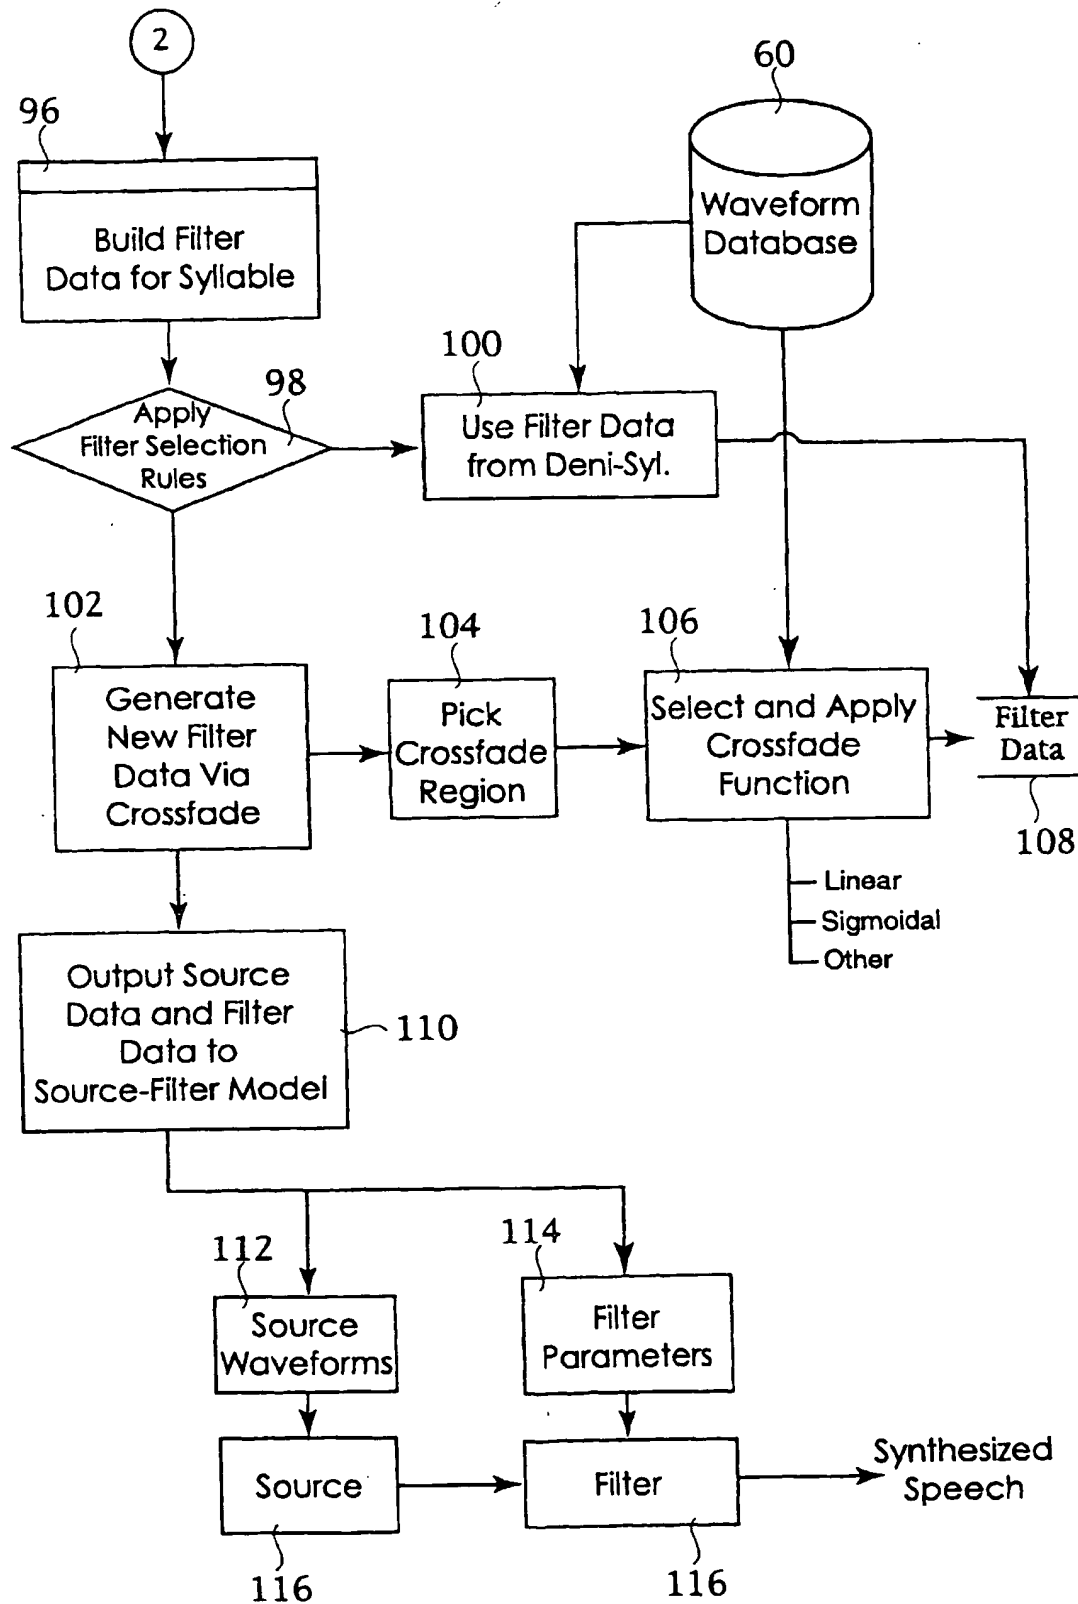 2
96
Build Filter
Data for Syllable
60
Waveform
Database
98
Apply
Filter Selection
Rules
100
Use Filter Data
from Deni-Syl.
102
Generate
New Filter
Data Via
Crossfade
104
Pick
Crossfade
Region
106
Select and Apply
Crossfade
Function
Filter
Data
108
Linear
Sigmoidal
Other
Output Source
Data and Filter
Data to
Source-Filter Model
110
112
Source
Waveforms
114
Filter
Parameters
Source
116
Filter
116
Synthesized
Speech